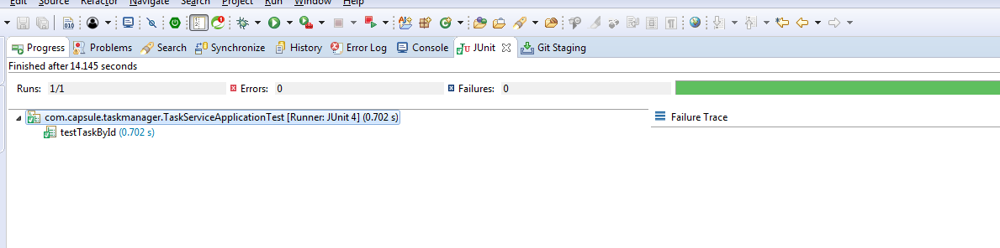 Edit Source Refactor Navigate Search Project Run Window Help
Progress Problems Search Synchronize History Error Log Console JUnit Git Staging
Finished after 14.145 seconds
Runs: 1/1 Errors: 0 Failures: 0
com.capsule.taskmanager.TaskServiceApplicationTest [Runner: JUnit 4] (0.702 s) Failure Trace
testTaskById (0.702 s)